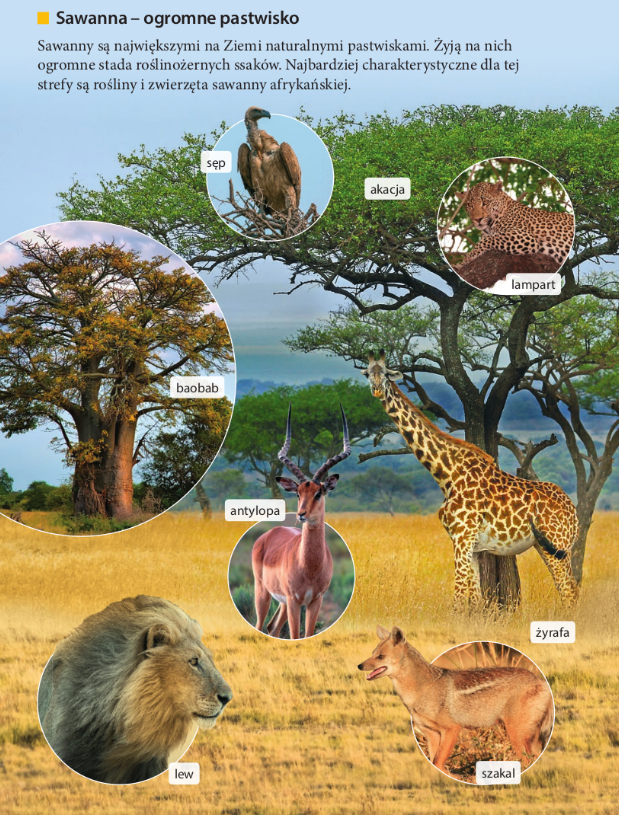 Sawanna – ogromne pastwisko
Sawanny są największymi na Ziemi naturalnymi pastwiskami. Żyją na nich
ogromne stada roślinożernych ssaków. Najbardziej charakterystyczne dla tej
strefy są rośliny i zwierzęta sawanny afrykańskiej.
sęp
akacja
lampart
baobab
antylopa
żyrafa
lew
szakal